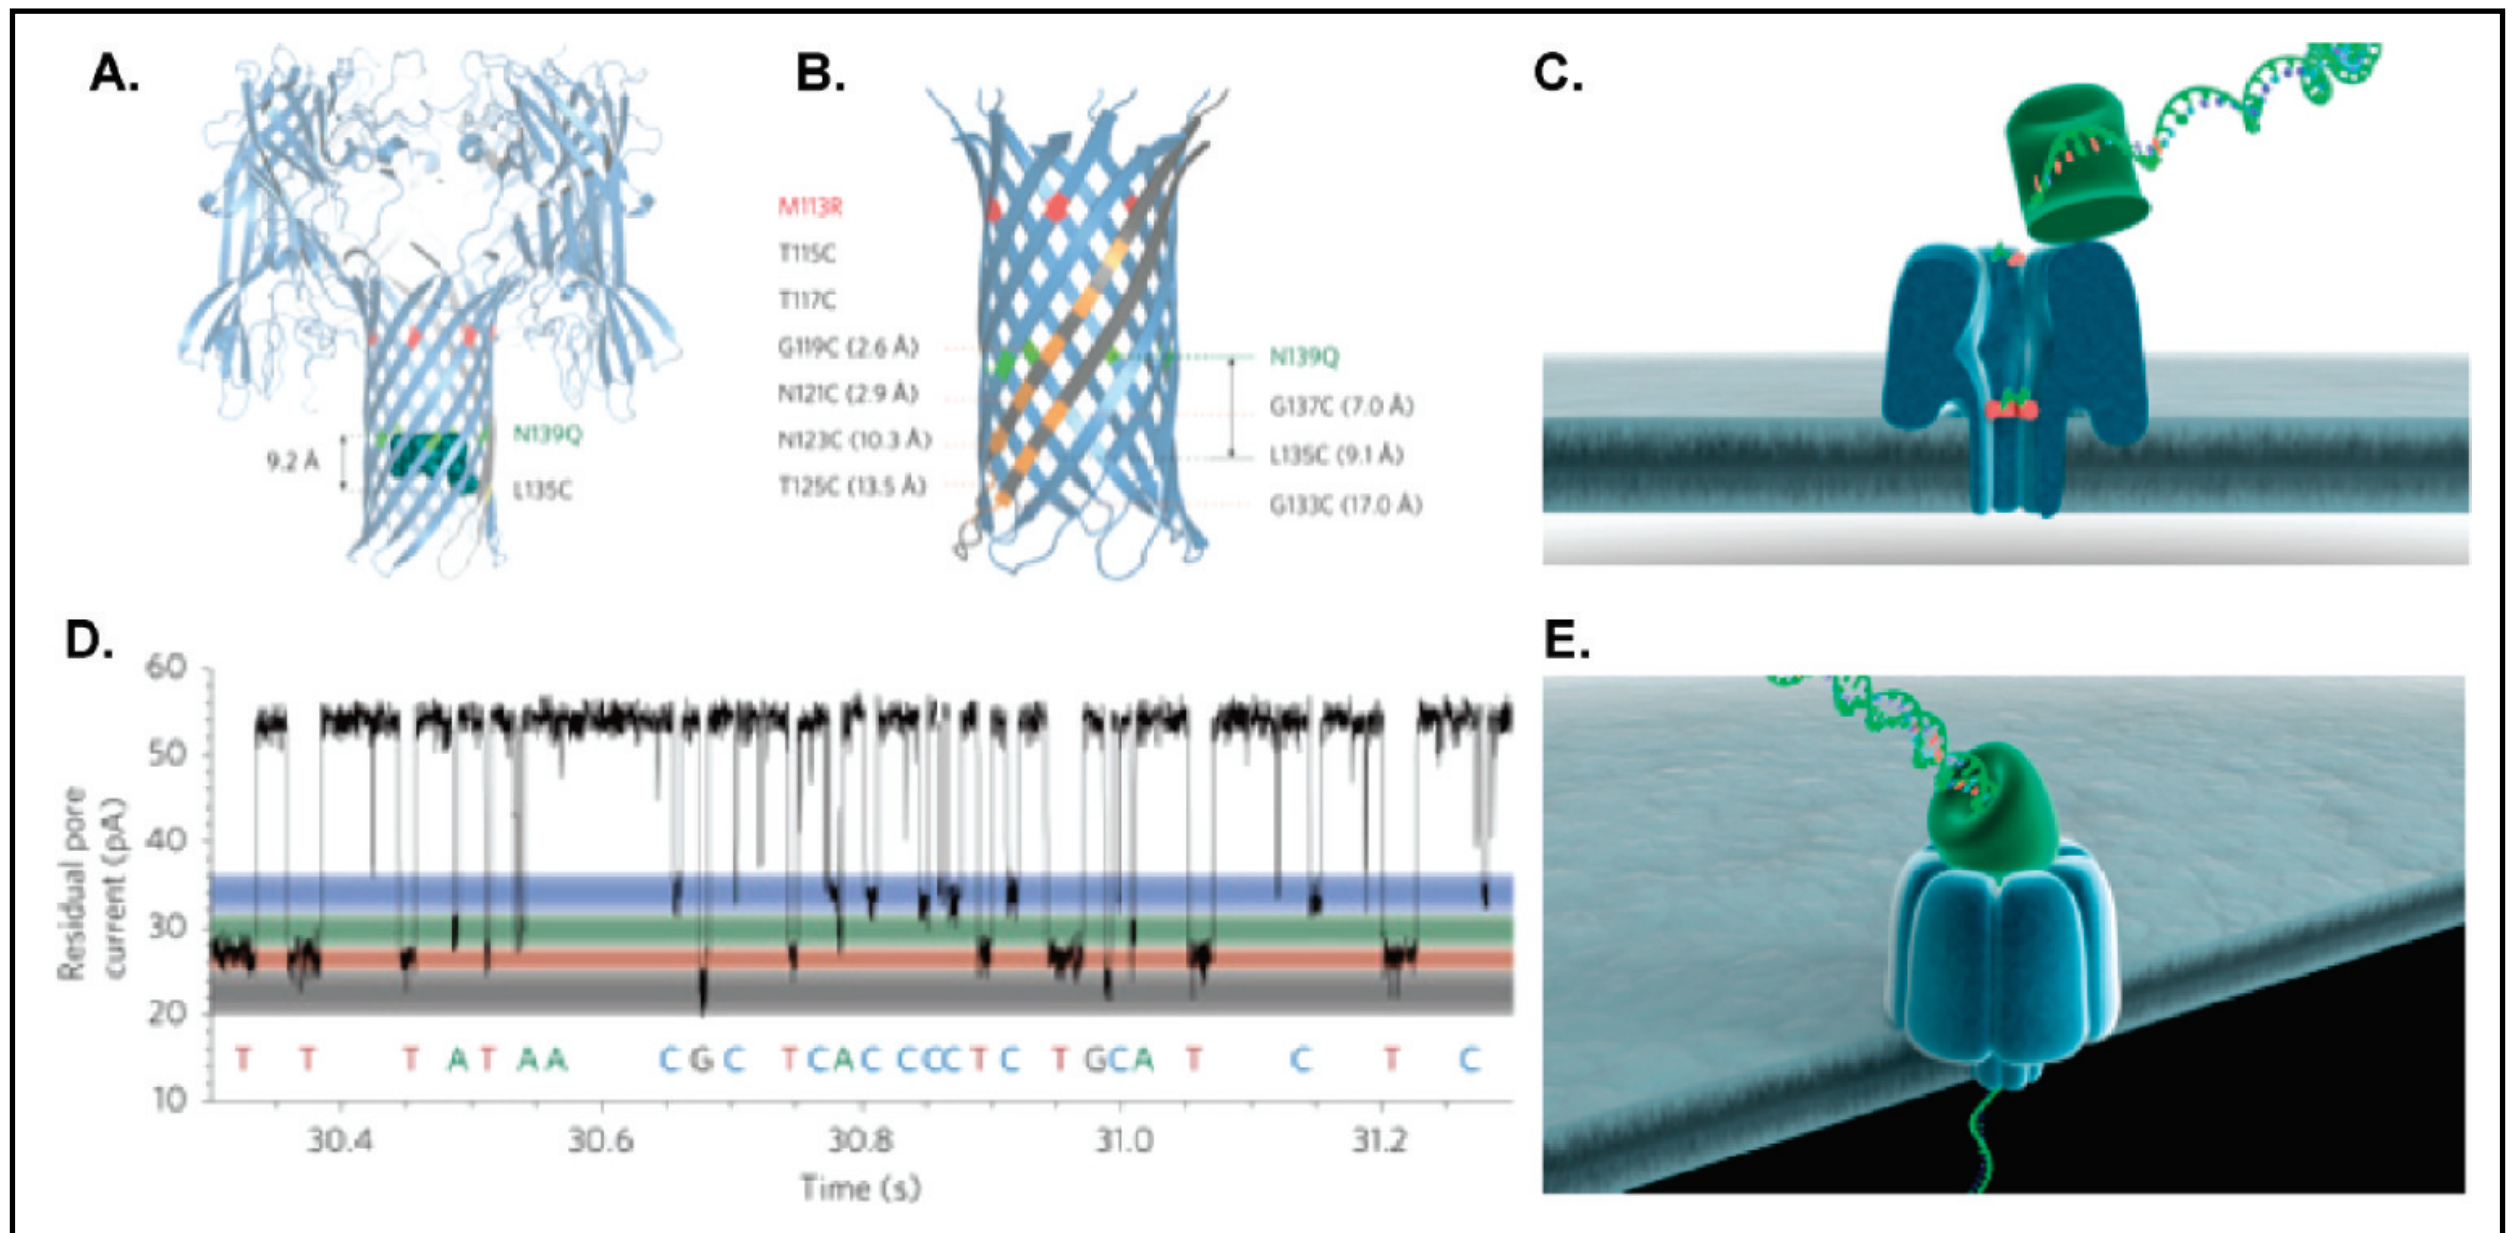 A.
N139Q
9.2 Å
L135C
B.
M113R
T115C
T117C
G119C (2.6 Å)
N121C (2.9 Å)
N123C (10.3 Å)
T125C (13.5 Å)
N139Q
G137C (7.0 Å)
L135C (9.1 Å)
G133C (17.0 Å)
C.
D.
Residual pore
current (pA)
60
50
40
30
20
10
T T T A T A A C G C T C A C C C C T C T G C A T C T C
30.4 30.6 30.8 31.0 31.2
Time (s)
E.